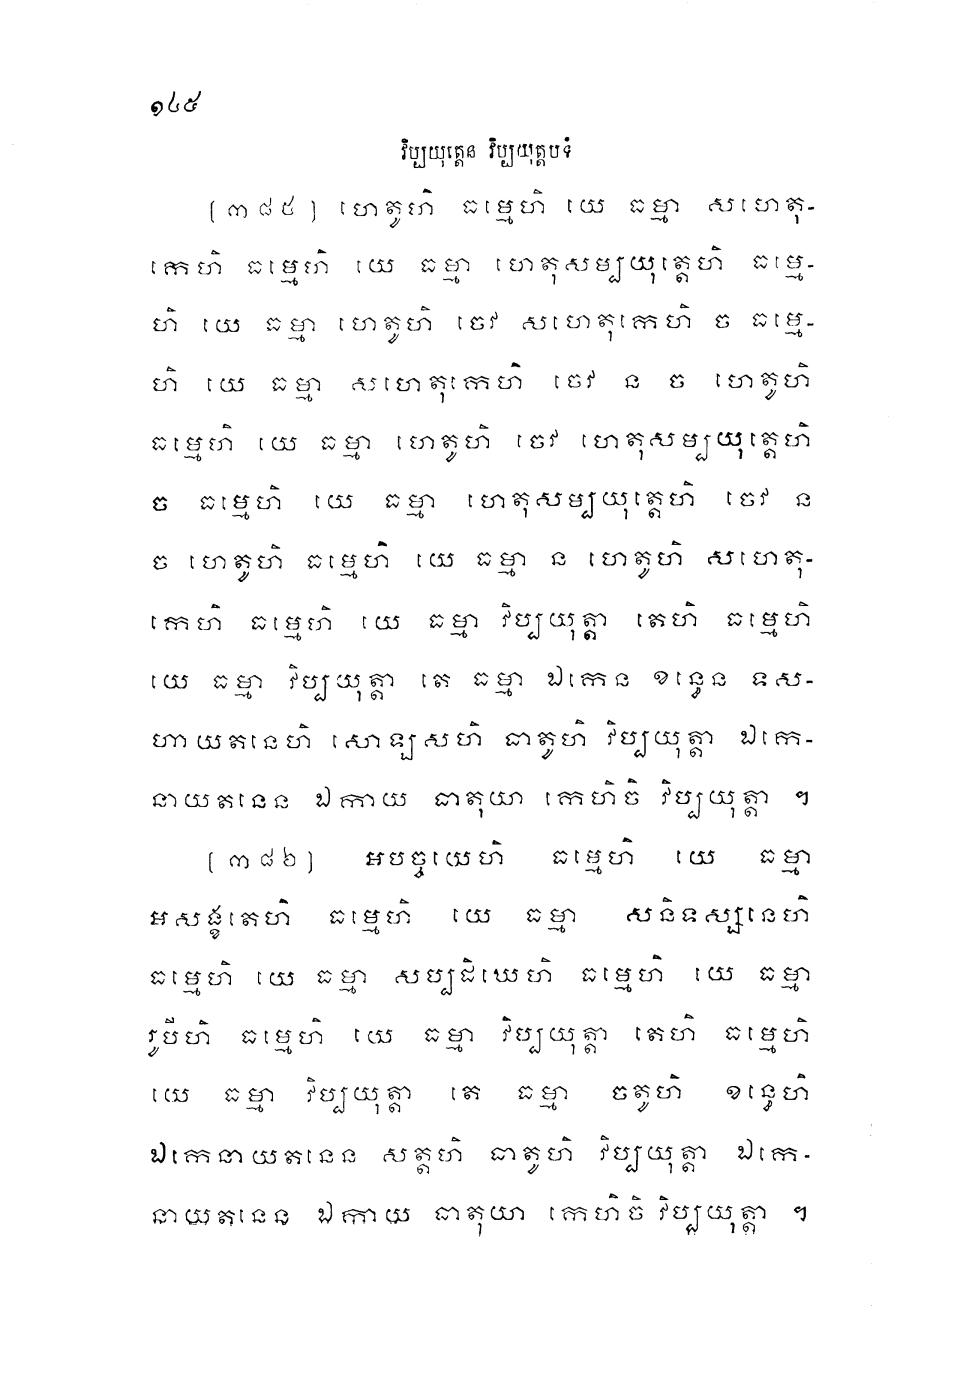 ១៤៥
វិប្បយុត្តេន វិប្បយុត្តបទំ
[៣៨៥] ហេតូហិ ធម្មេហិ យេ ធម្មា សហេតុ-
កេហិ ធម្មេហិ យេ ធម្មា ហេតុសម្បយុត្តេហិ ធម្មេ-
ហិ យេ ធម្មា ហេតូហិ ចេវ សហេតុកេហិ ច ធម្មេ-
ហិ យេ ធម្មា សហេតុកេហិ ចេវ ន ច ហេតូហិ
ធម្មេហិ យេ ធម្មា ហេតូហិ ចេវ ហេតុសម្បយុត្តេហិ
ច ធម្មេហិ យេ ធម្មា ហេតុសម្បយុត្តេហិ ចេវ ន
ច ហេតូហិ ធម្មេហិ យេ ធម្មា ន ហេតូហិ សហេតុ-
កេហិ ធម្មេហិ យេ ធម្មា វិប្បយុត្តា តេហិ ធម្មេហិ
យេ ធម្មា វិប្បយុត្តា តេ ធម្មា ឯកេន ខន្ធេន ទស-
ហាយតនេហិ សោឡសហិ ធាតូហិ វិប្បយុត្តា ឯកេ-
នាយតនេន ឯកាយ ធាតុយា កេហិចិ វិប្បយុត្តា ។
[៣៨៦] អបច្ចយេហិ ធម្មេហិ យេ ធម្មា
អសង្ខតេហិ ធម្មេហិ យេ ធម្មា សនិទស្សនេហិ
ធម្មេហិ យេ ធម្មា សប្បដិឃេហិ ធម្មេហិ យេ ធម្មា
រូបីហិ ធម្មេហិ យេ ធម្មា វិប្បយុត្តា តេហិ ធម្មេហិ
យេ ធម្មា វិប្បយុត្តា តេ ធម្មា ចតូហិ ខន្ធេហិ
ឯកេនាយតនេន សត្តហិ ធាតូហិ វិប្បយុត្តា ឯកេ-
នាយតនេន ឯកាយ ធាតុយា កេហិចិ វិប្បយុត្តា ។